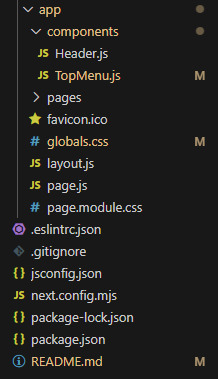 app
components
JS Header.js
JS TopMenu.js M
pages
favicon.ico
# globals.css M
JS layout.js
JS page.js
# page.module.css
.eslintrc.json
.gitignore
{} jsconfig.json
JS next.config.mjs
{} package-lock.json
{} package.json
README.md M